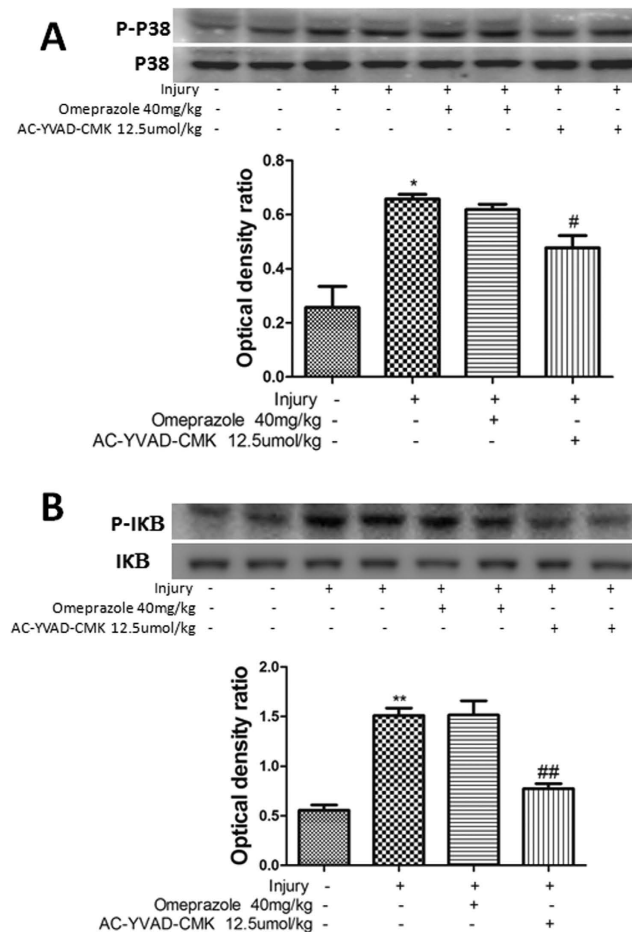 A
P-P38
P38
Injury - - + + + + + +
Omeprazole 40mg/kg - - - - + + - -
AC-YVAD-CMK 12.5umol/kg - - - - - - + +
Optical density ratio
0.8
0.6
0.4
0.2
0.0
*
#
Injury - + + +
Omeprazole 40mg/kg - - + -
AC-YVAD-CMK 12.5umol/kg - - - +
B
P-IKB
IKB
Injury - - + + + + + +
Omeprazole 40mg/kg - - - - + + - -
AC-YVAD-CMK 12.5umol/kg - - - - - - + +
Optical density ratio
2.0
1.5
1.0
0.5
0.0
**
##
Injury - + + +
Omeprazole 40mg/kg - - + -
AC-YVAD-CMK 12.5umol/kg - - - +